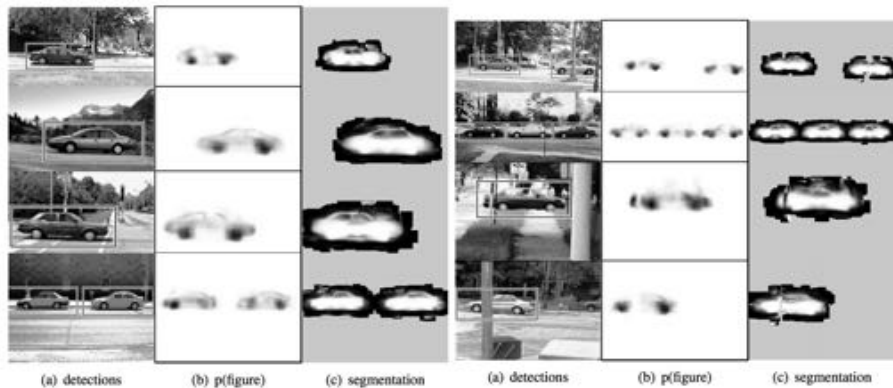 (a) detections (b) p(figure) (c) segmentation (a) detections (b) p(figure) (c) segmentation